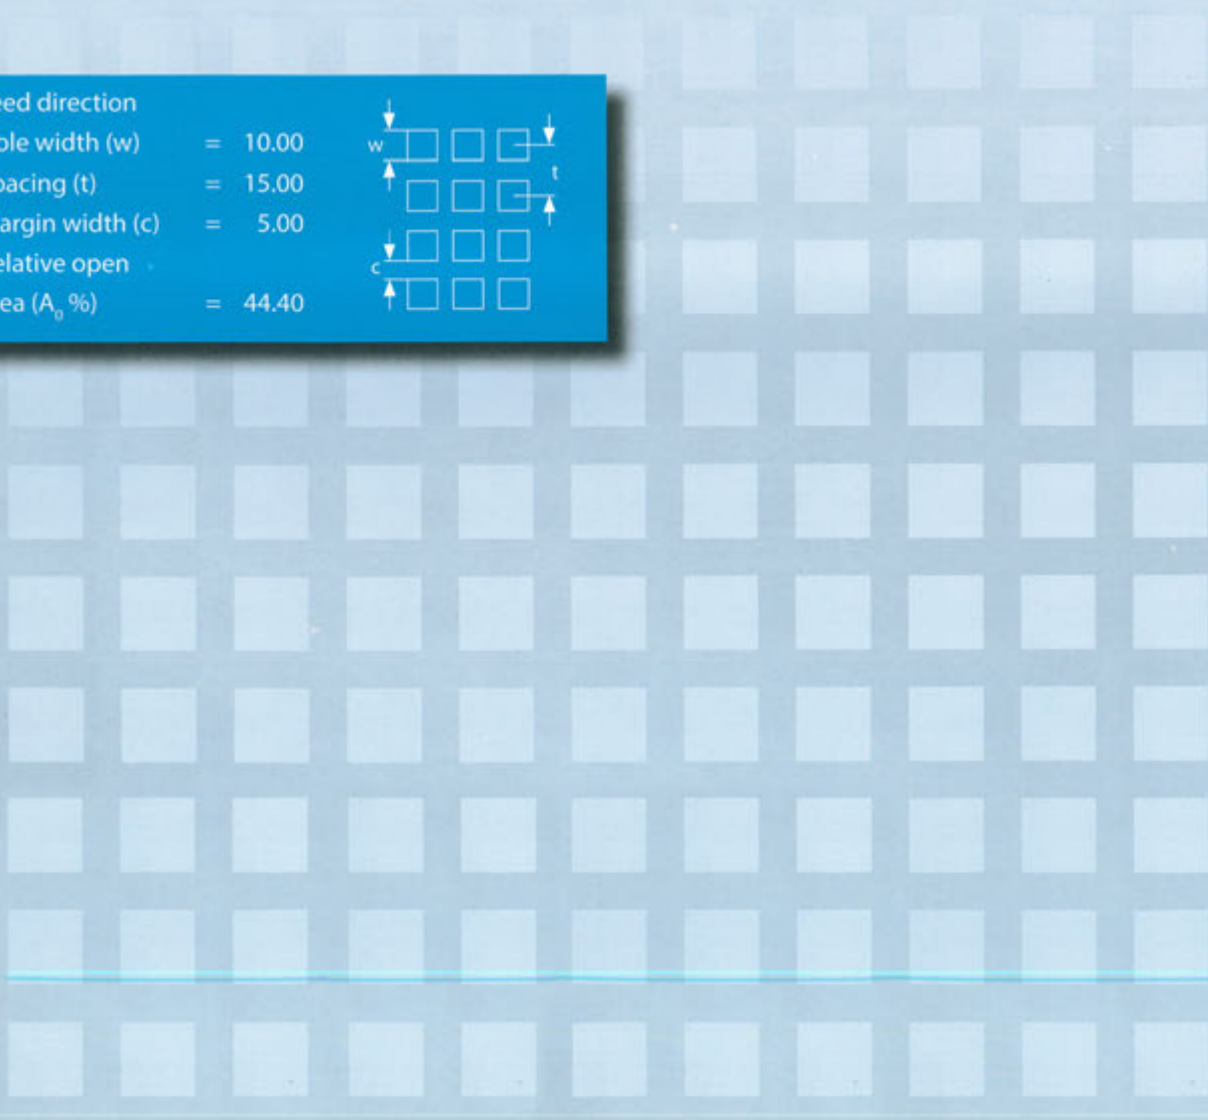 eed direction
ole width (w) = 10.00
pacing (t) = 15.00
argin width (c) = 5.00
elative open
ea (A₀ %) = 44.40
w
t
c